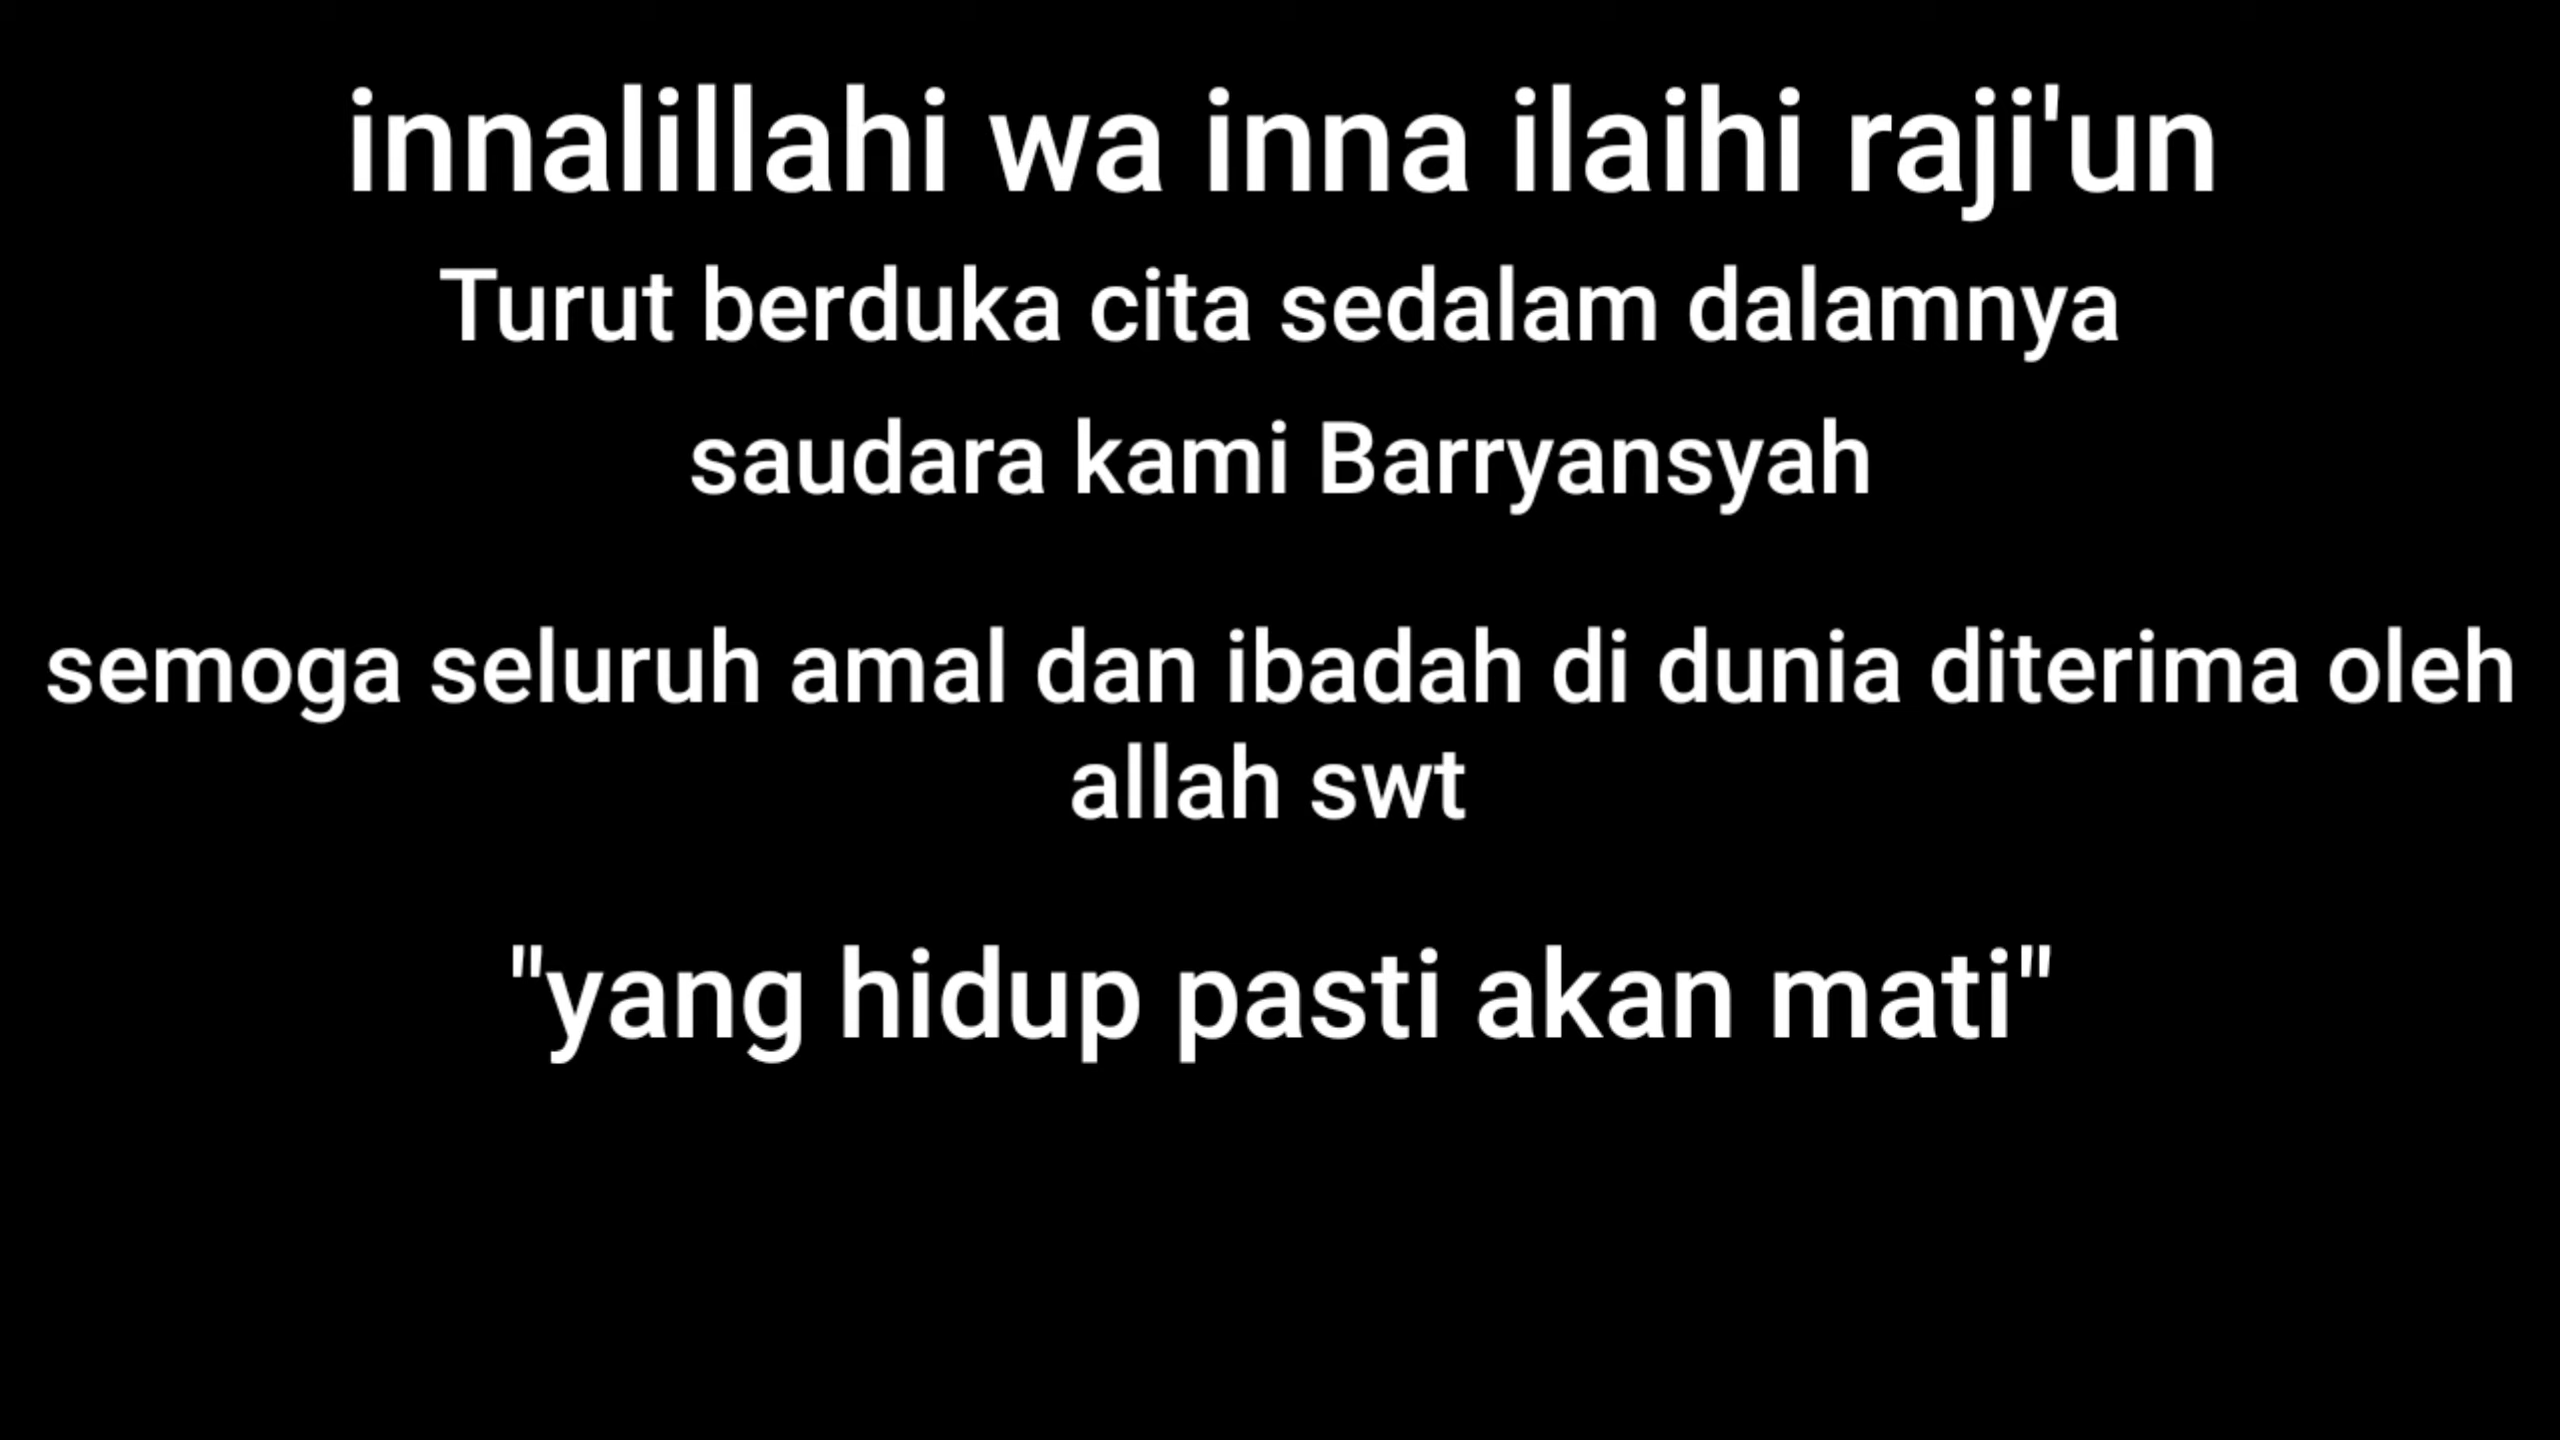 innalillahi wa inna ilaihi raji'un
Turut berduka cita sedalam dalamnya
saudara kami Barryansyah
semoga seluruh amal dan ibadah di dunia diterima oleh
allah swt
"yang hidup pasti akan mati"